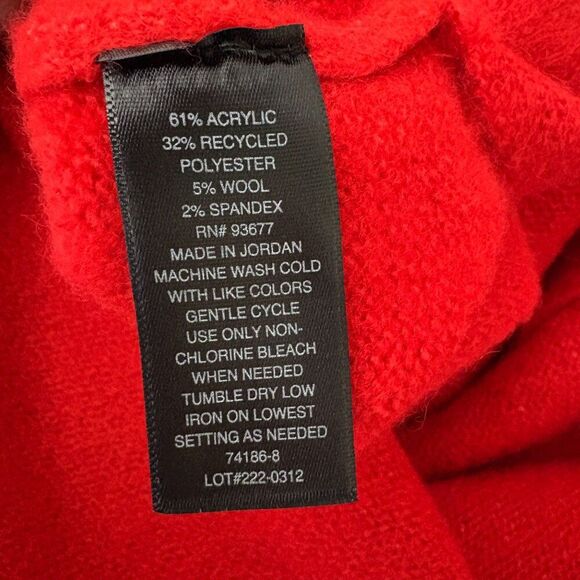 61% ACRYLIC
32% RECYCLED
POLYESTER
5% WOOL
2% SPANDEX
RN# 93677
MADE IN JORDAN
MACHINE WASH COLD
WITH LIKE COLORS
GENTLE CYCLE
USE ONLY NON-
CHLORINE BLEACH
WHEN NEEDED
TUMBLE DRY LOW
IRON ON LOWEST
SETTING AS NEEDED
74186-8
LOT#222-0312